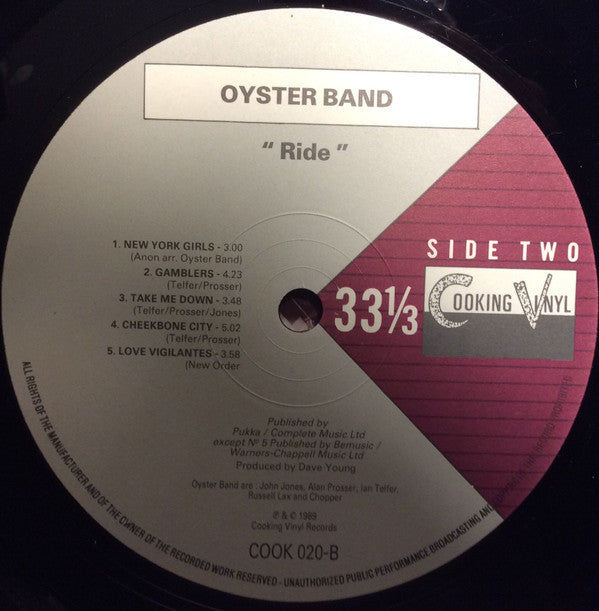 OYSTER BAND
" Ride "
SIDE TWO
COOKING VINYL
33⅓
1. NEW YORK GIRLS - 3.00
(Anon arr. Oyster Band)
2. GAMBLERS - 4.23
(Telfer/Prosser)
3. TAKE ME DOWN - 3.48
(Telfer/Prosser/Jones)
4. CHEEKBONE CITY - 5.02
(Telfer/Prosser)
5. LOVE VIGILANTES - 3.58
(New Order
Published by
Pukka / Complete Music Ltd
except Nº 5 Published by Bemusic /
Warners-Chappell Music Ltd
Produced by Dave Young
Oyster Band are : John Jones, Alan Prosser, Ian Telfer,
Russell Lax and Chopper
℗ & © 1989
Cooking Vinyl Records
COOK 020-B
ALL RIGHTS OF THE MANUFACTURER AND OF THE OWNER OF THE RECORDED WORK RESERVED - UNAUTHORIZED PUBLIC PERFORMANCE BROADCASTING AND COPYING OF THIS RECORD PROHIBITED